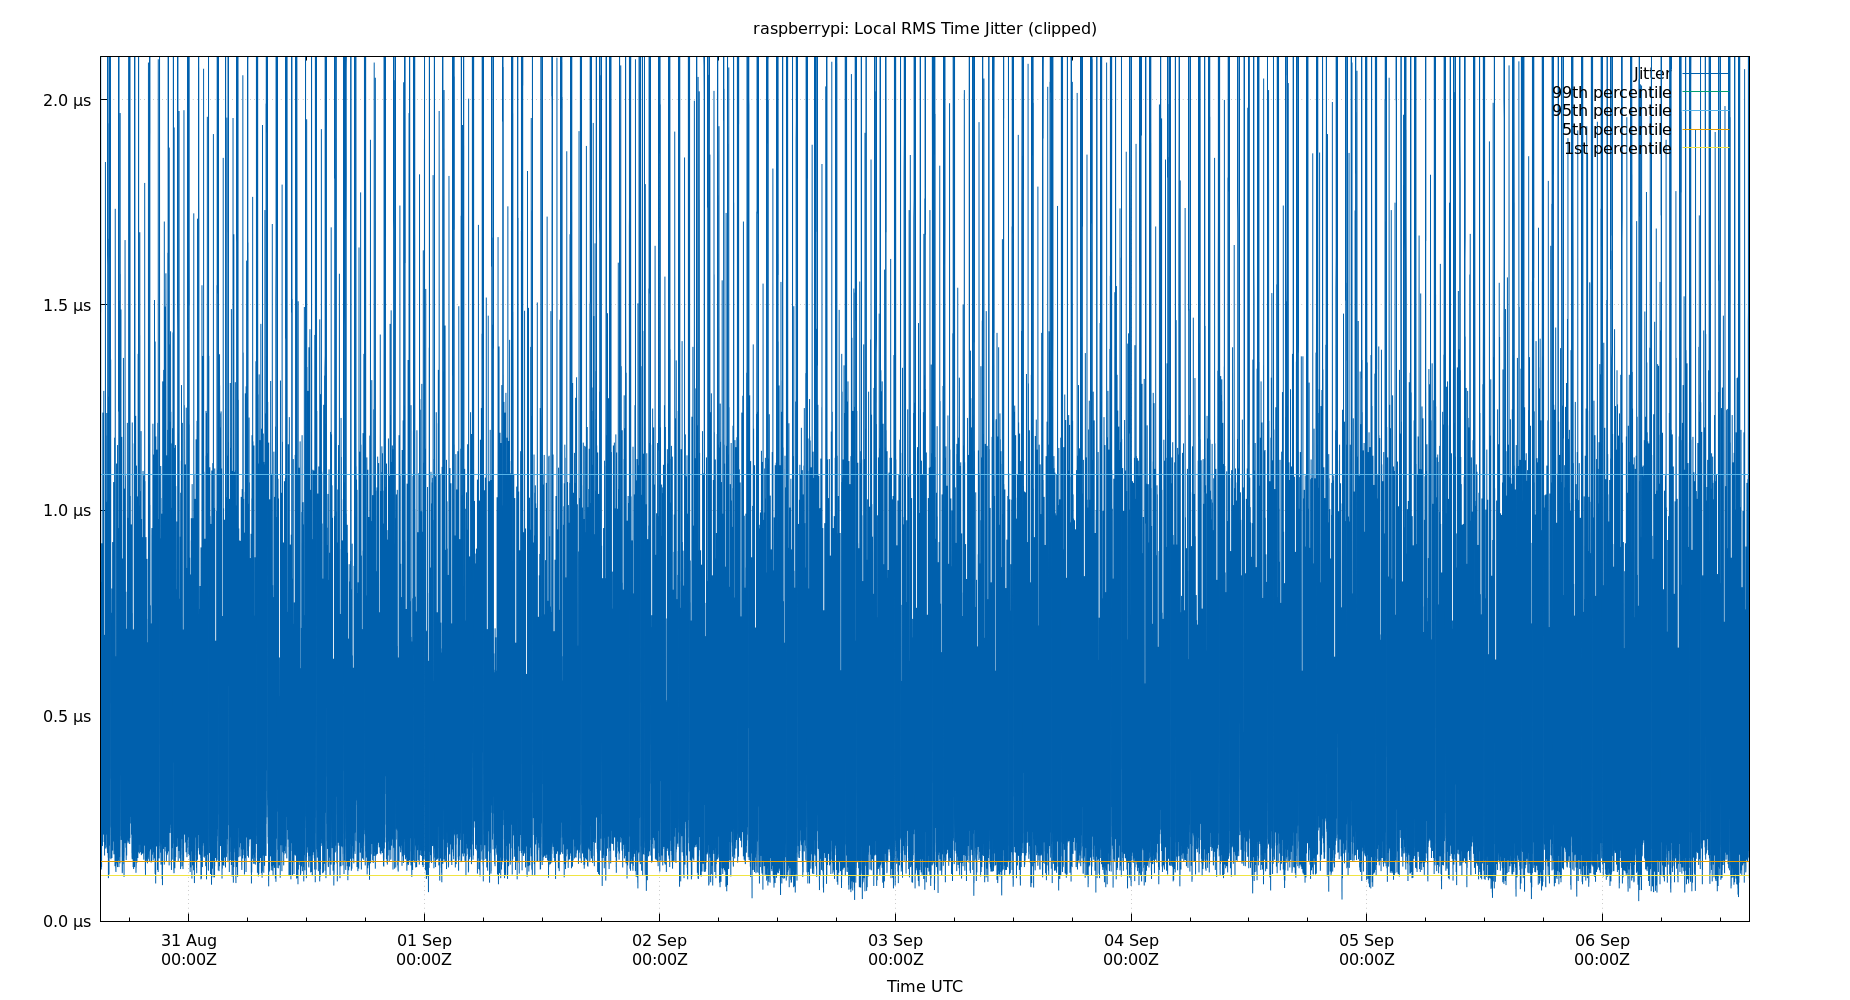 raspberrypi: Local RMS Time Jitter (clipped)
Jitter
99th percentile
95th percentile
5th percentile
1st percentile
2.0 µs
1.5 µs
1.0 µs
0.5 µs
0.0 µs
31 Aug 01 Sep 02 Sep 03 Sep 04 Sep 05 Sep 06 Sep
00:00Z 00:00Z 00:00Z 00:00Z 00:00Z 00:00Z 00:00Z
Time UTC